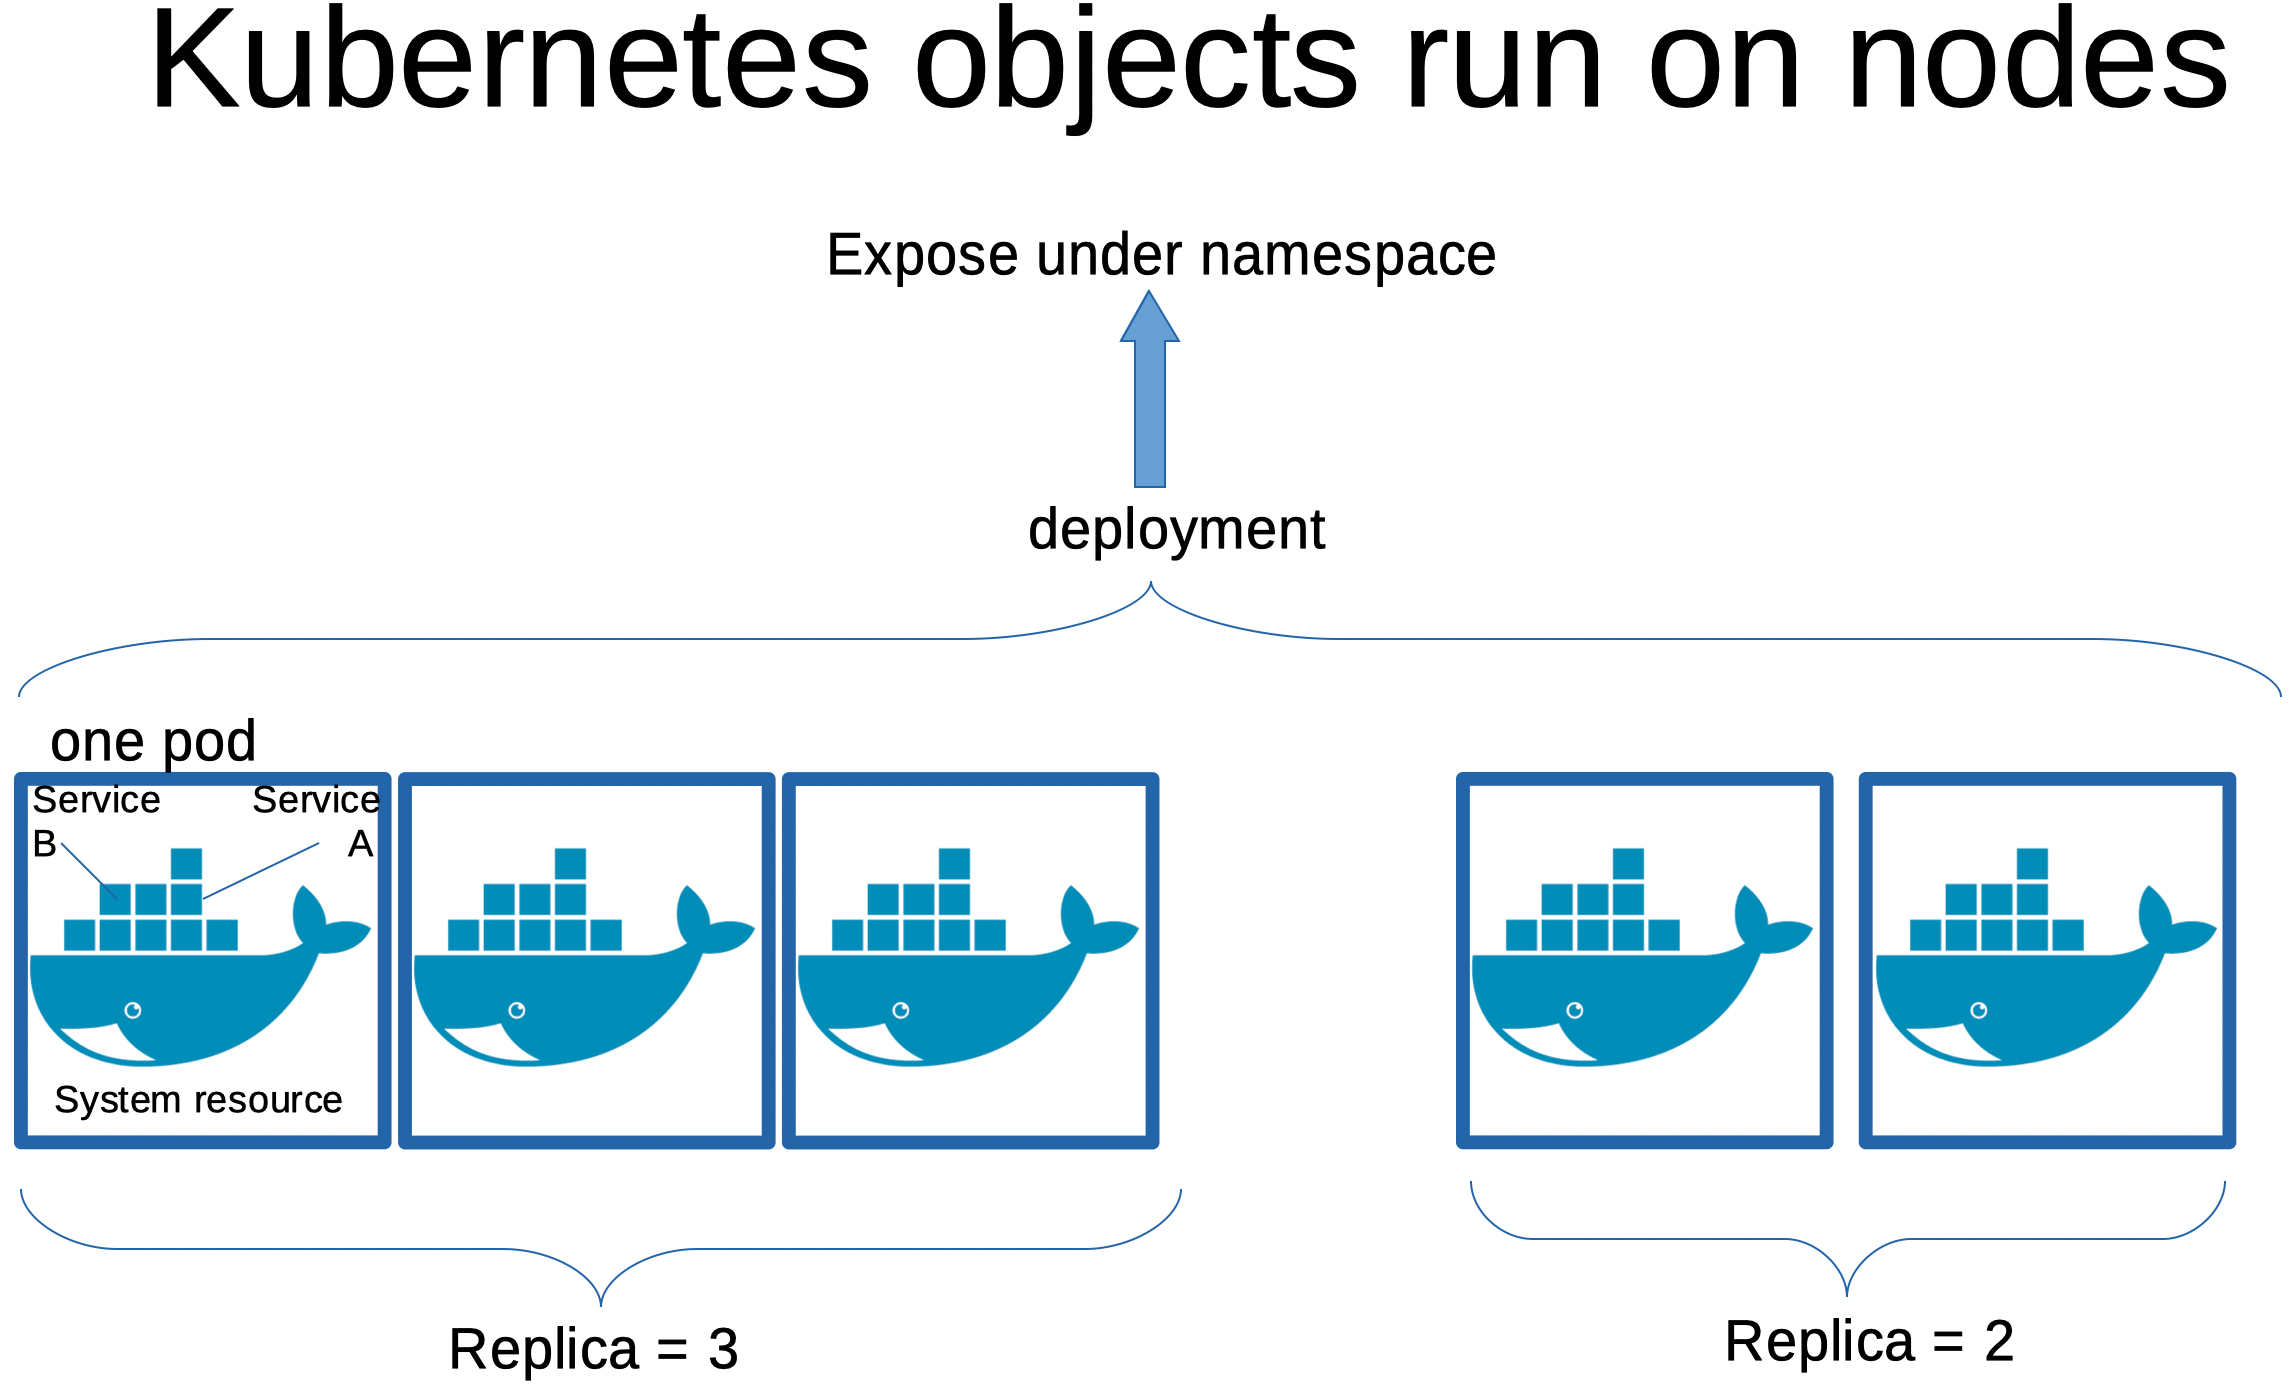 Kubernetes objects run on nodes
Expose under namespace
deployment
one pod
Service
B
Service
A
System resource
Replica = 3
Replica = 2